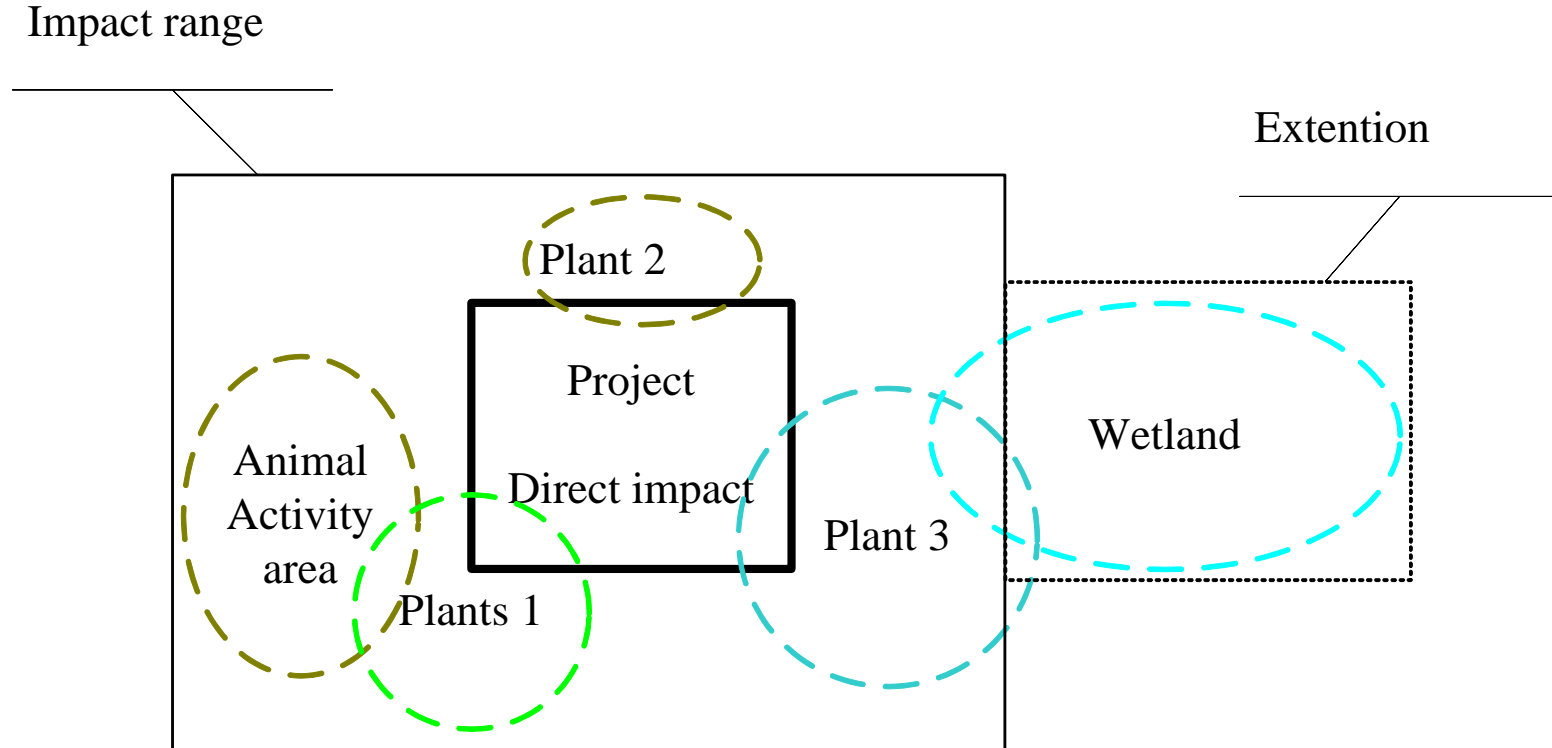 Impact range
Extention
Plant 2
Project
Direct impact
Animal
Activity
area
Plants 1
Plant 3
Wetland